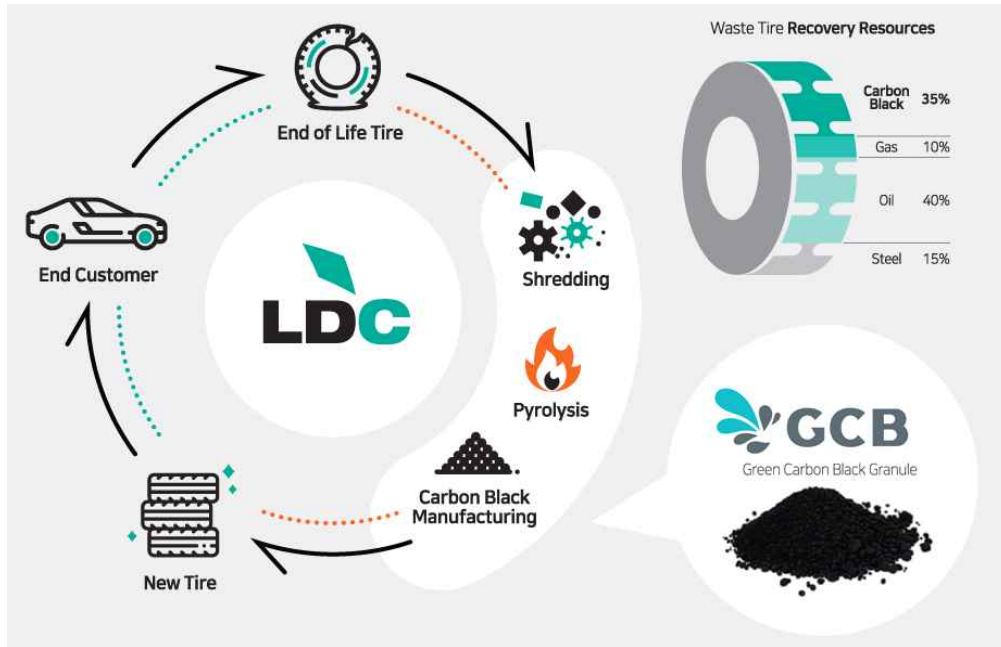 Waste Tire Recovery Resources
Carbon
Black 35%
Gas 10%
Oil 40%
Steel 15%
End of Life Tire
End Customer
Shredding
LDC
Pyrolysis
Carbon Black
Manufacturing
New Tire
GCB
Green Carbon Black Granule